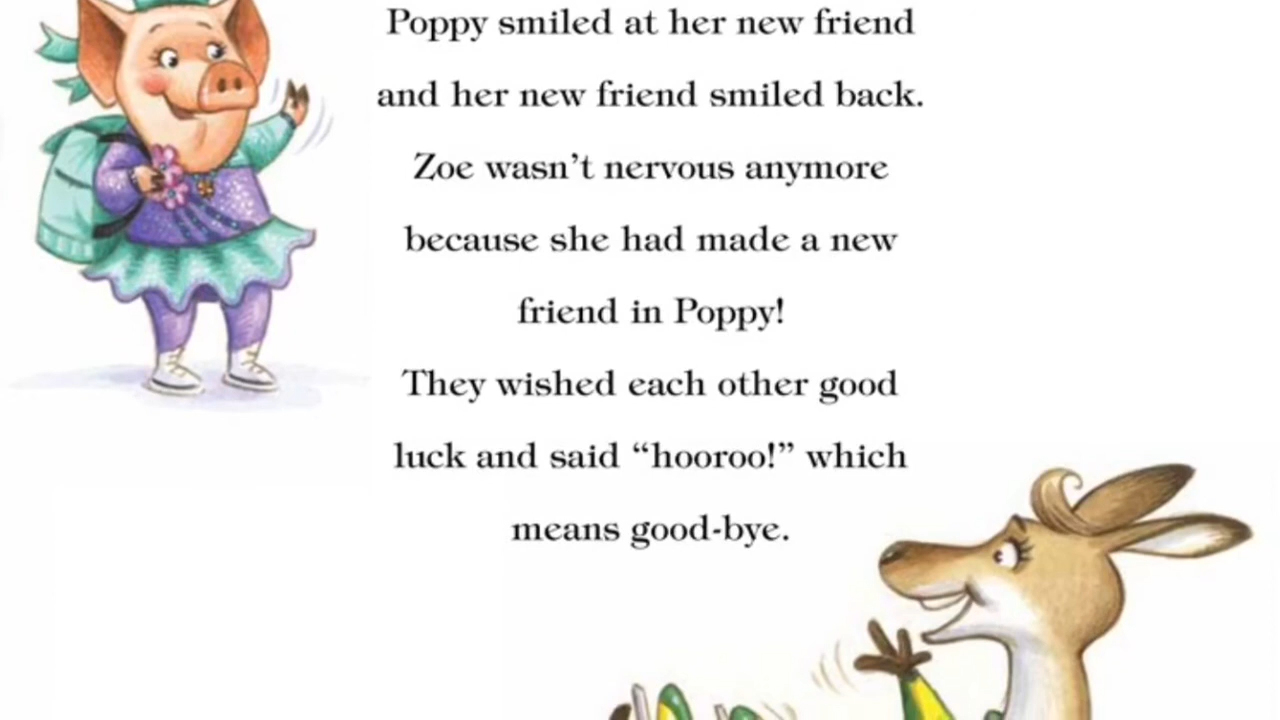 Poppy smiled at her new friend
and her new friend smiled back.
Zoe wasn’t nervous anymore
because she had made a new
friend in Poppy!
They wished each other good
luck and said “hooroo!” which
means good-bye.